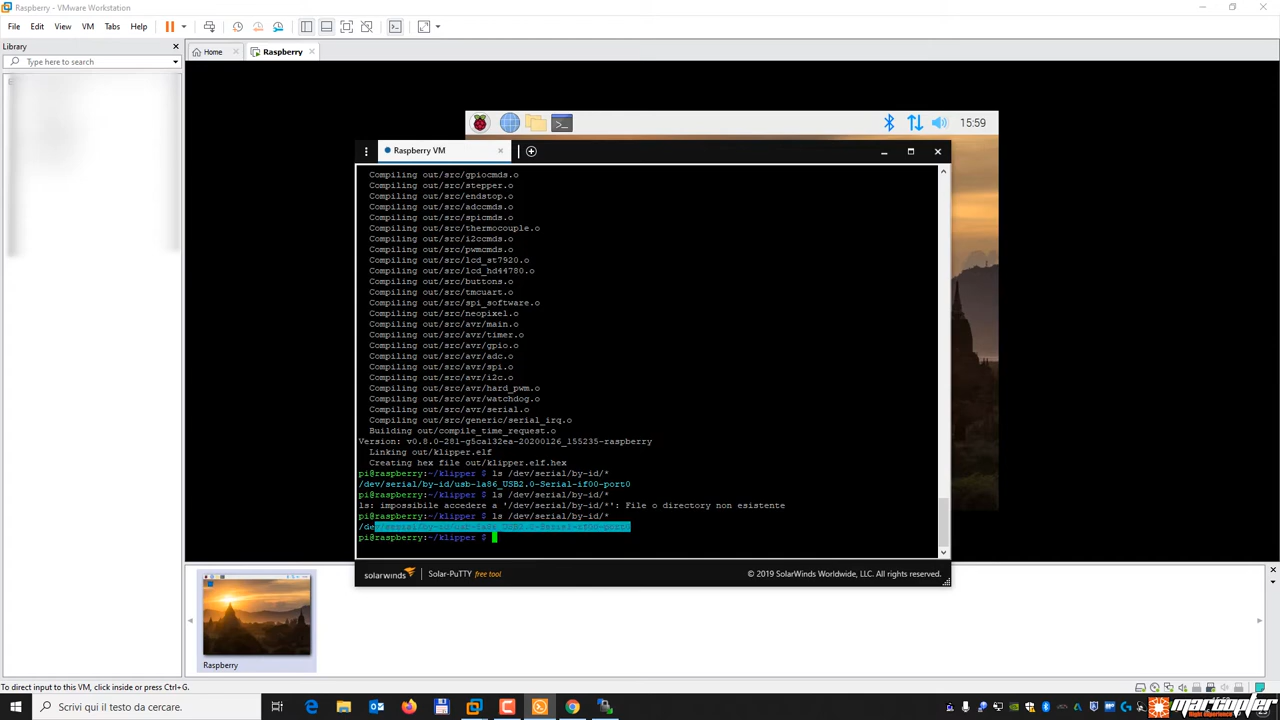 Raspberry - VMware Workstation
File Edit View VM Tabs Help
Library
Type here to search
Home
Raspberry
15:59
Raspberry VM
Compiling out/src/gpiocmds.o
Compiling out/src/stepper.o
Compiling out/src/endstop.o
Compiling out/src/adccmds.o
Compiling out/src/spicmds.o
Compiling out/src/thermocouple.o
Compiling out/src/i2ccmds.o
Compiling out/src/pwmcmds.o
Compiling out/src/lcd_st7920.o
Compiling out/src/lcd_hd44780.o
Compiling out/src/buttons.o
Compiling out/src/tmcuart.o
Compiling out/src/spi_software.o
Compiling out/src/neopixel.o
Compiling out/src/avr/main.o
Compiling out/src/avr/timer.o
Compiling out/src/avr/gpio.o
Compiling out/src/avr/adc.o
Compiling out/src/avr/spi.o
Compiling out/src/avr/i2c.o
Compiling out/src/avr/hard_pwm.o
Compiling out/src/avr/watchdog.o
Compiling out/src/avr/serial.o
Compiling out/src/generic/serial_irq.o
Building out/compile_time_request.o
Version: v0.8.0-281-g5ca132ea-20200126_155235-raspberry
Linking out/klipper.elf
Creating hex file out/klipper.elf.hex
pi@raspberry:~/klipper $ ls /dev/serial/by-id/*
/dev/serial/by-id/usb-1a86_USB2.0-Serial-if00-port0
pi@raspberry:~/klipper $ ls /dev/serial/by-id/*
ls: impossibile accedere a '/dev/serial/by-id/*': File o directory non esistente
pi@raspberry:~/klipper $ ls /dev/serial/by-id/*
/dev/serial/by-id/usb-1a86_USB2.0-Serial-if00-port0
pi@raspberry:~/klipper $
solarwinds Solar-PuTTY free tool
© 2019 SolarWinds Worldwide, LLC. All rights reserved.
Raspberry
To direct input to this VM, click inside or press Ctrl+G.
Scrivi qui il testo da cercare.
martcopter